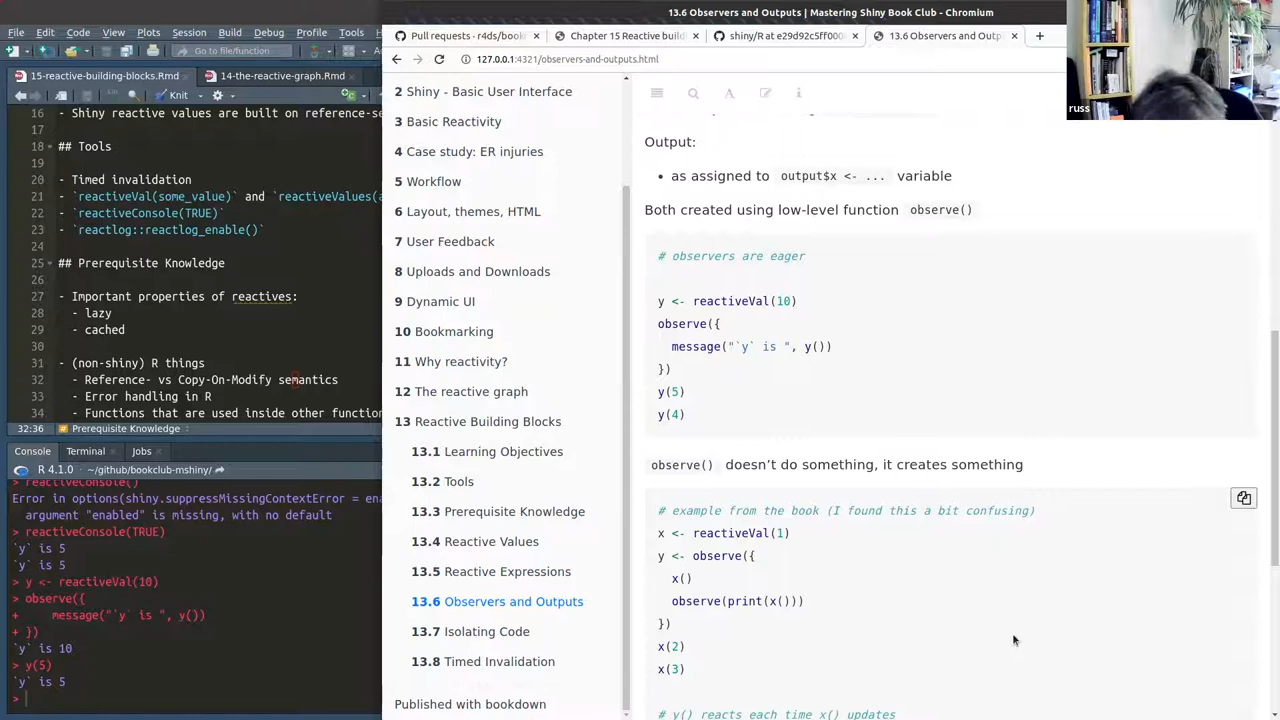 13.6 Observers and Outputs | Mastering Shiny Book Club - Chromium
File Edit Code View Plots Session Build Debug Profile Tools
Go to file/function
15-reactive-building-blocks.Rmd 14-the-reactive-graph.Rmd
Knit
16 - Shiny reactive values are built on reference-se
17
18 ## Tools
19
20 - Timed invalidation
21 - `reactiveVal(some_value)` and `reactiveValues(a
22 - `reactiveConsole(TRUE)`
23 - `reactlog::reactlog_enable()`
24
25 ## Prerequisite Knowledge
26
27 - Important properties of reactives:
28 - lazy
29 - cached
30
31 - (non-shiny) R things
32 - Reference- vs Copy-On-Modify semantics
33 - Error handling in R
34 - Functions that are used inside other function
32:36 Prerequisite Knowledge
Console Terminal Jobs
R 4.1.0 · ~/github/bookclub-mshiny/
> reactiveConsole()
Error in options(shiny.suppressMissingContextError = ena
argument "enabled" is missing, with no default
> reactiveConsole(TRUE)
`y` is 5
`y` is 5
> y <- reactiveVal(10)
> observe({
+ message("`y` is ", y())
+ })
`y` is 10
> y(5)
`y` is 5
>
Pull requests · r4ds/book Chapter 15 Reactive build shiny/R at e29d92c5ff000 13.6 Observers and Outp
127.0.0.1:4321/observers-and-outputs.html
2 Shiny - Basic User Interface
3 Basic Reactivity
4 Case study: ER injuries
5 Workflow
6 Layout, themes, HTML
7 User Feedback
8 Uploads and Downloads
9 Dynamic UI
10 Bookmarking
11 Why reactivity?
12 The reactive graph
13 Reactive Building Blocks
13.1 Learning Objectives
13.2 Tools
13.3 Prerequisite Knowledge
13.4 Reactive Values
13.5 Reactive Expressions
13.6 Observers and Outputs
13.7 Isolating Code
13.8 Timed Invalidation
Published with bookdown
Output:
• as assigned to output$x <- ... variable
Both created using low-level function observe()
# observers are eager
y <- reactiveVal(10)
observe({
message("`y` is ", y())
})
y(5)
y(4)
observe() doesn't do something, it creates something
# example from the book (I found this a bit confusing)
x <- reactiveVal(1)
y <- observe({
x()
observe(print(x()))
})
x(2)
x(3)
# y() reacts each time x() updates
russ